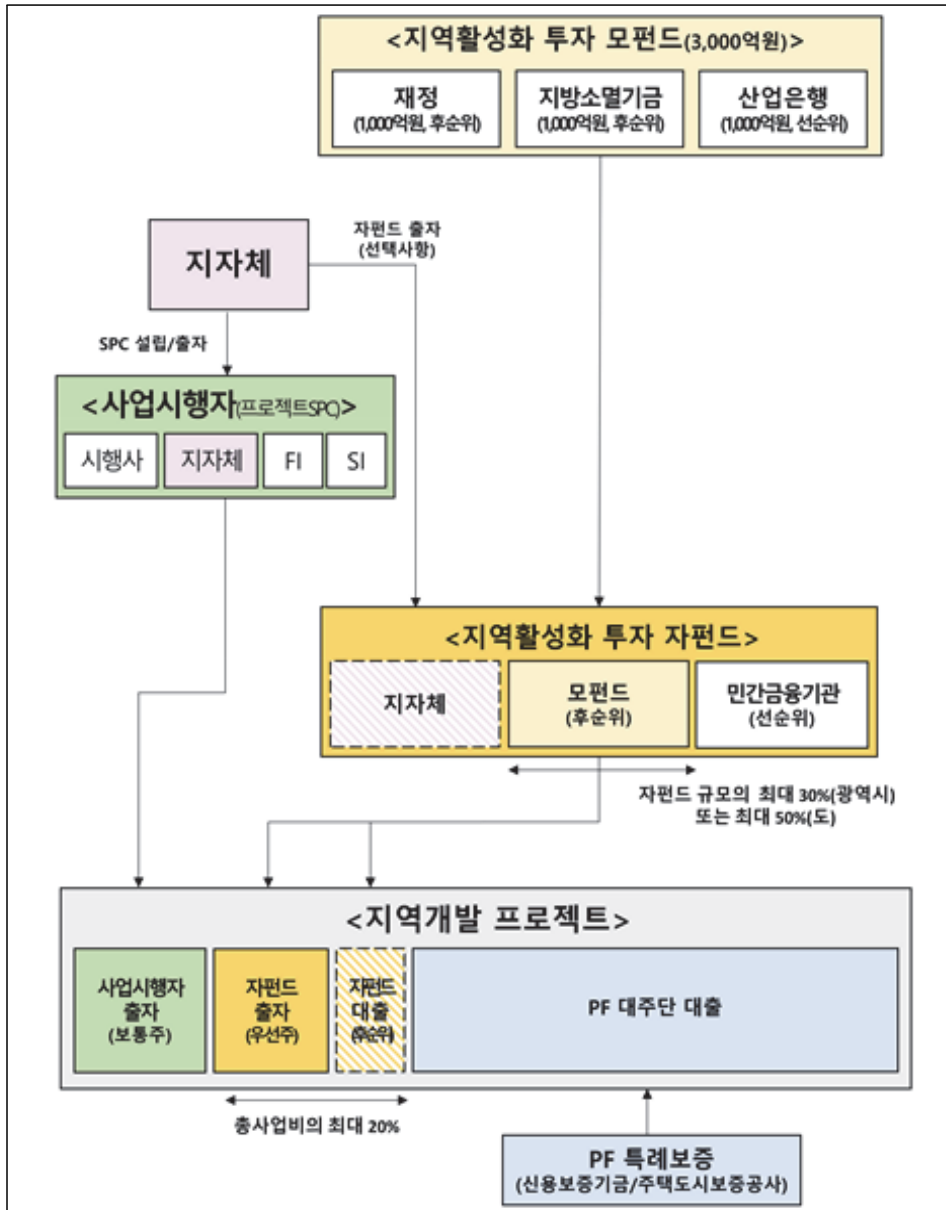 <지역활성화 투자 모펀드(3,000억원)>
재정
(1,000억원, 후순위)
지방소멸기금
(1,000억원, 후순위)
산업은행
(1,000억원, 선순위)
지자체
자펀드 출자
(선택사항)
SPC 설립/출자
<사업시행자(프로젝트SPC)>
시행사
지자체
FI
SI
<지역활성화 투자 자펀드>
지자체
모펀드
(후순위)
민간금융기관
(선순위)
자펀드 규모의 최대 30%(광역시)
또는 최대 50%(도)
<지역개발 프로젝트>
사업시행자
출자
(보통주)
자펀드
출자
(우선주)
자펀드
대출
(후순위)
PF 대주단 대출
총사업비의 최대 20%
PF 특례보증
(신용보증기금/주택도시보증공사)